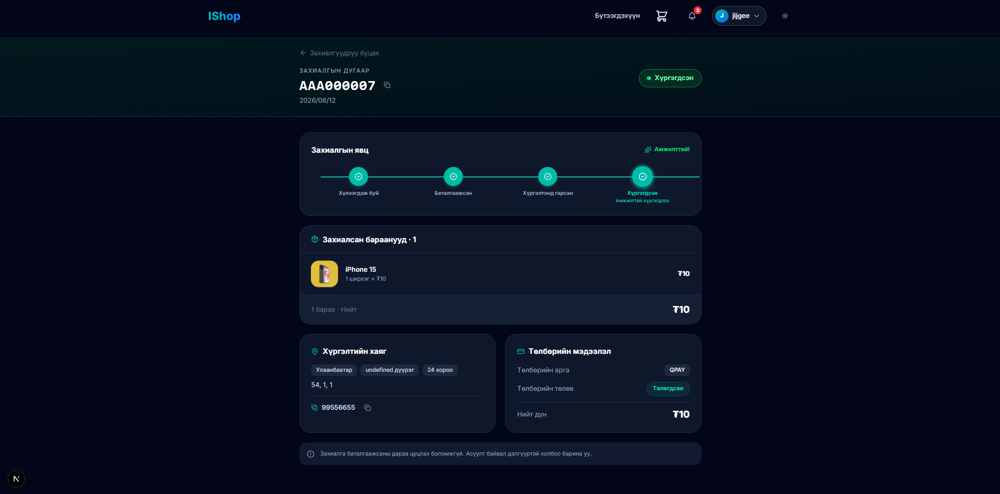 IShop
Бүтээгдэхүүн
2
J jijgee
Захиалгуудруу буцах
ЗАХИАЛГЫН ДУГААР
AAA000007
2026/06/12
Хүргэгдсэн
Захиалгын явц
Амжилттай!
Хүлээгдэж буй
Баталгаажсан
Хүргэлтэнд гарсан
Хүргэгдсэн
Амжилттай хүргэгдлээ
Захиалсан бараанууд · 1
iPhone 15
1 ширхэг × ₮10
₮10
1 бараа · Нийт
₮10
Хүргэлтийн хаяг
Улаанбаатар
undefined дүүрэг
24 хороо
54, 1, 1
99556655
Төлбөрийн мэдээлэл
Төлбөрийн арга
QPAY
Төлбөрийн төлөв
Төлөгдсөн
Нийт дүн
₮10
Захиалга баталгаажсаны дараа цуцлах боломжгүй. Асуулт байвал дэлгүүртэй холбоо барина уу.
N